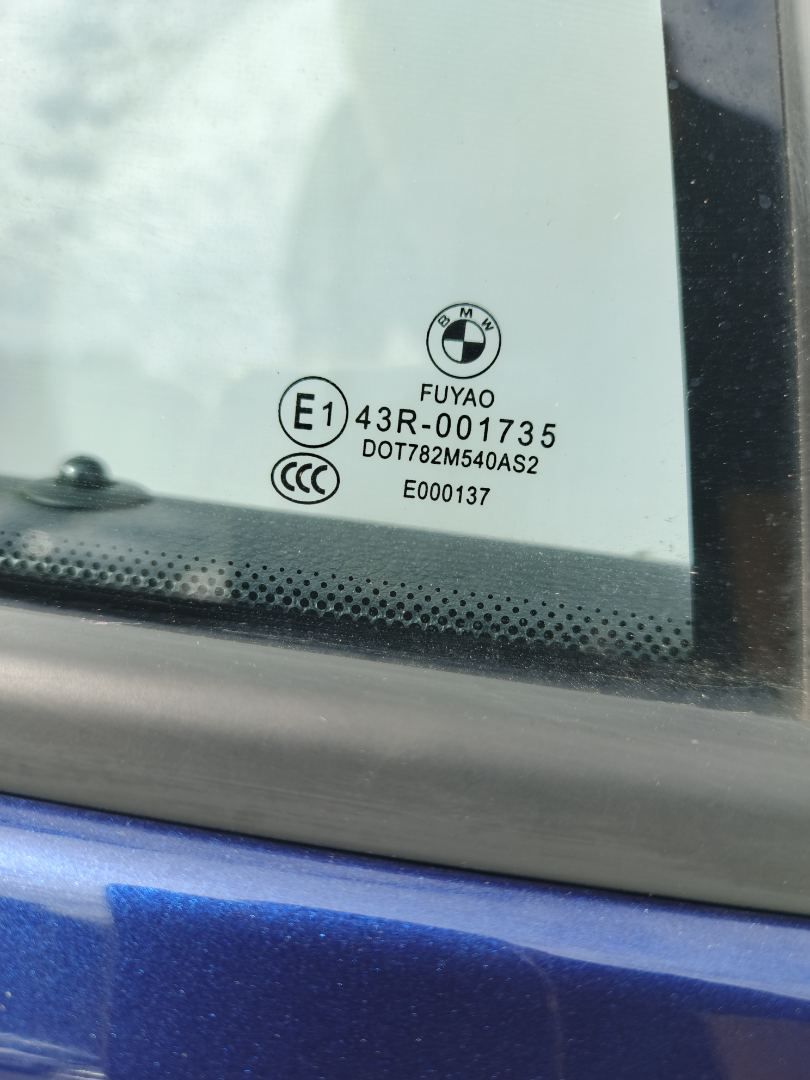 BMW
FUYAO
E1 43R-001735
DOT782M540AS2
CCC
E000137